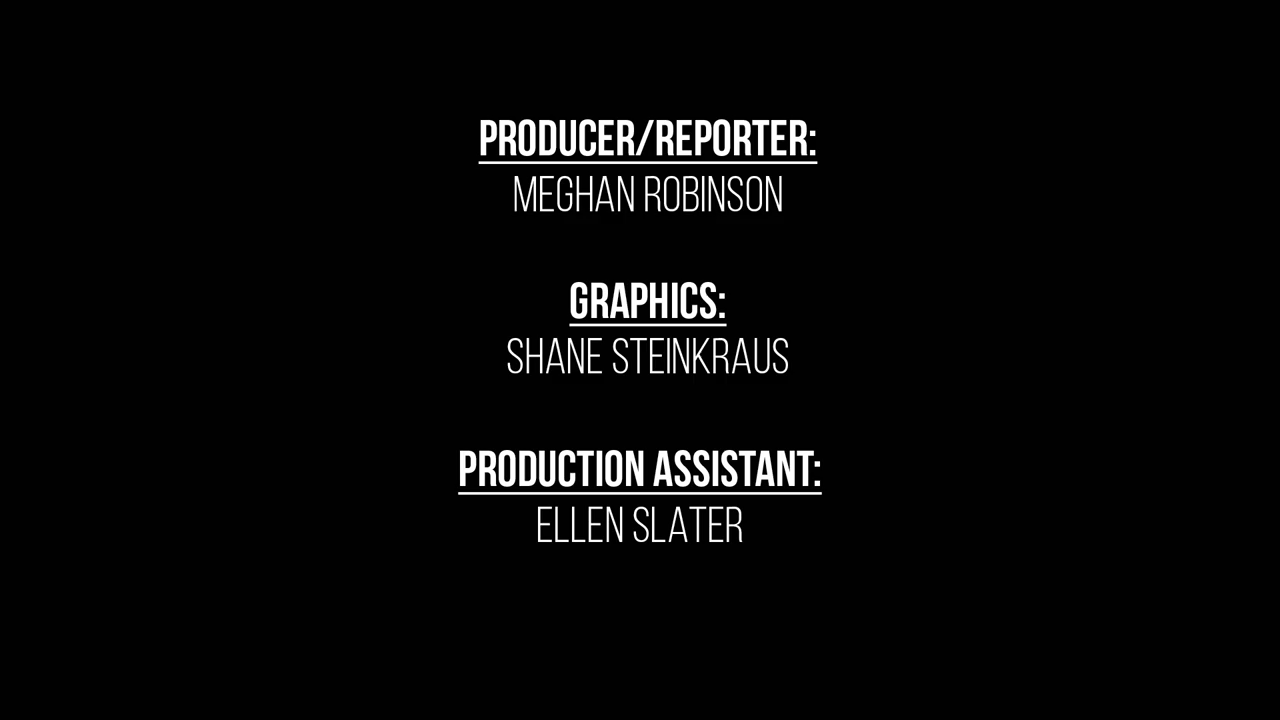 PRODUCER/REPORTER:
MEGHAN ROBINSON
GRAPHICS:
SHANE STEINKRAUS
PRODUCTION ASSISTANT:
ELLEN SLATER